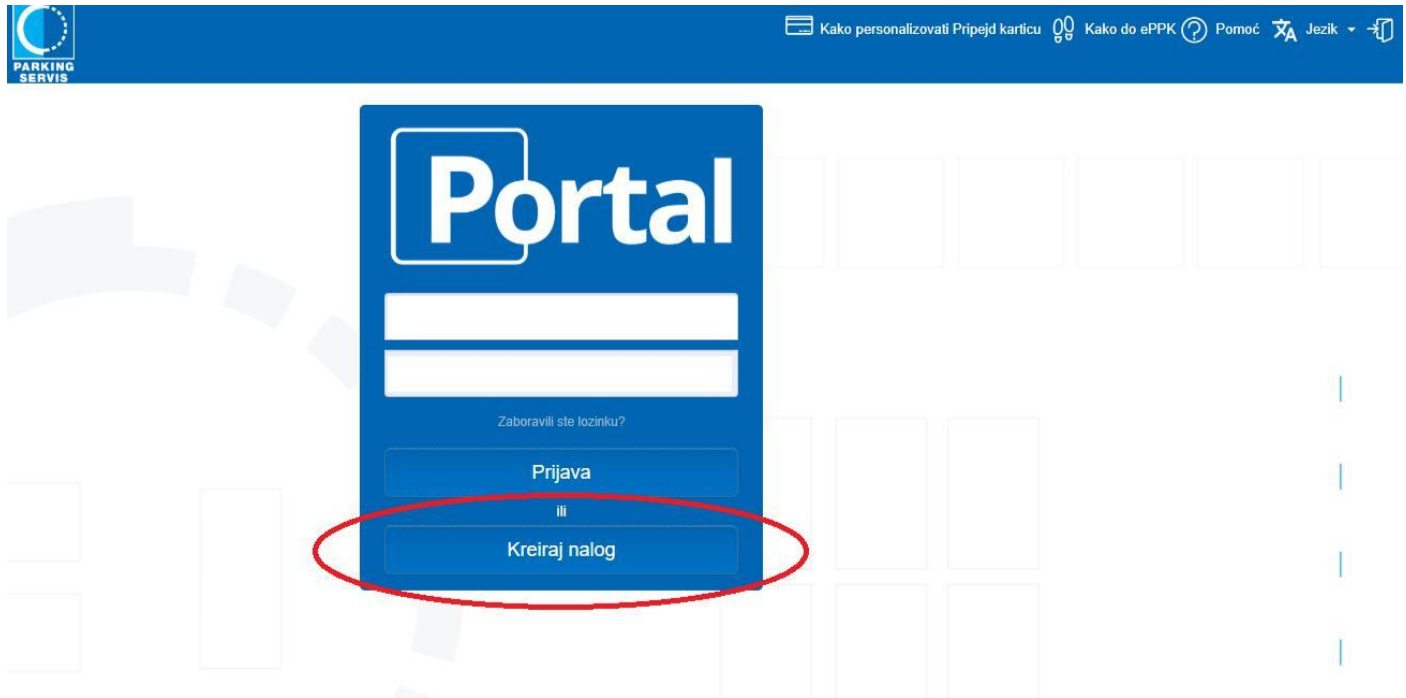 PARKING
SERVIS
Kako personalizovati Pripejd karticu Kako do ePPK ? Pomoć Jezik
Portal
Zaboravili ste lozinku?
Prijava
ili
Kreiraj nalog